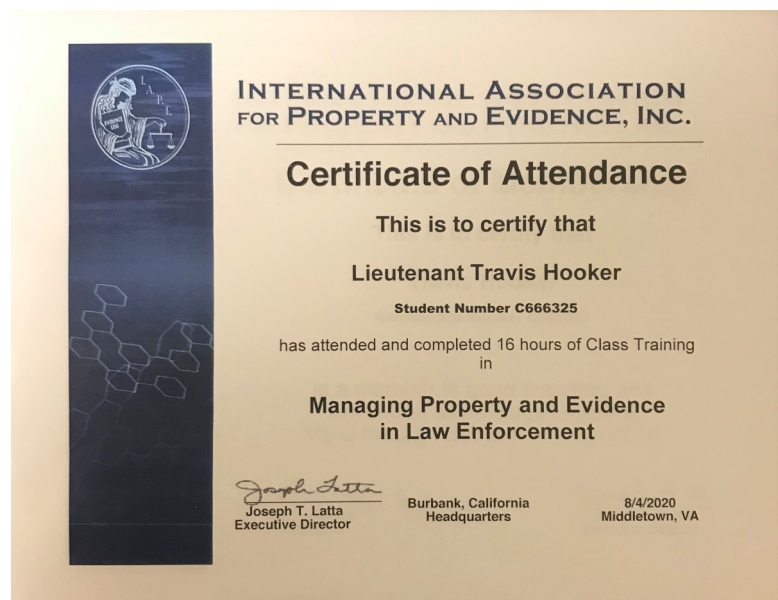 I.A.P.E.
EVIDENCE
LOG
INTERNATIONAL ASSOCIATION
FOR PROPERTY AND EVIDENCE, INC.
Certificate of Attendance
This is to certify that
Lieutenant Travis Hooker
Student Number C666325
has attended and completed 16 hours of Class Training
in
Managing Property and Evidence
in Law Enforcement
Joseph Latta
Joseph T. Latta
Executive Director
Burbank, California
Headquarters
8/4/2020
Middletown, VA